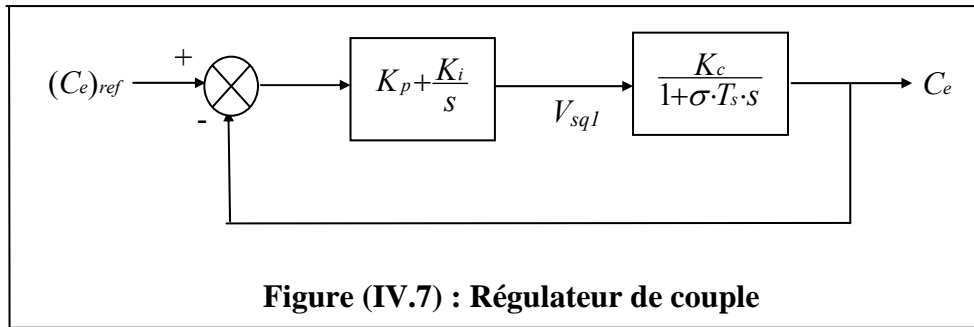 (Ce)ref
+
-
Kp+Ki/s
Vsq1
Kc/1+σ·Ts·s
Ce
Figure (IV.7) : Régulateur de couple